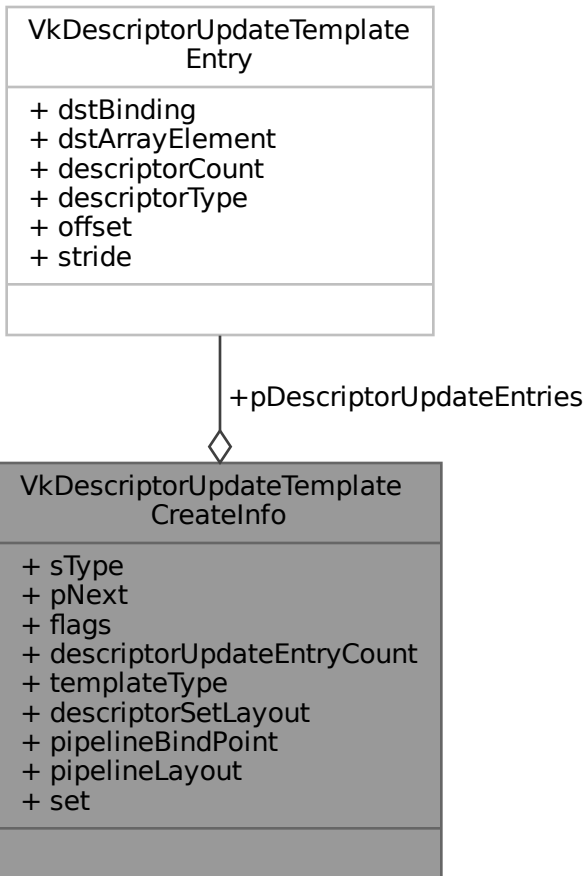 VkDescriptorUpdateTemplate
Entry
+ dstBinding
+ dstArrayElement
+ descriptorCount
+ descriptorType
+ offset
+ stride
+pDescriptorUpdateEntries
VkDescriptorUpdateTemplate
CreateInfo
+ sType
+ pNext
+ flags
+ descriptorUpdateEntryCount
+ templateType
+ descriptorSetLayout
+ pipelineBindPoint
+ pipelineLayout
+ set